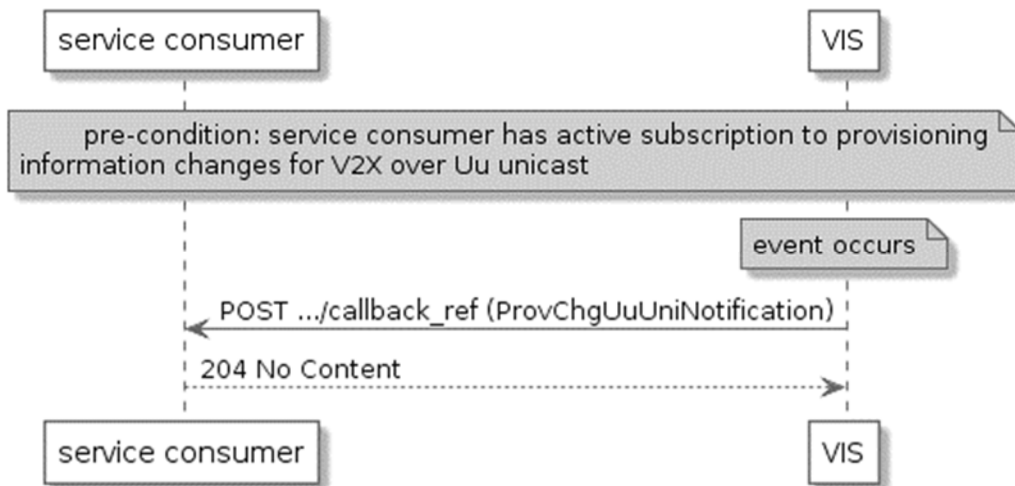 service consumer
VIS
pre-condition: service consumer has active subscription to provisioning
information changes for V2X over Uu unicast
event occurs
POST .../callback_ref (ProvChgUuUniNotification)
204 No Content
service consumer
VIS